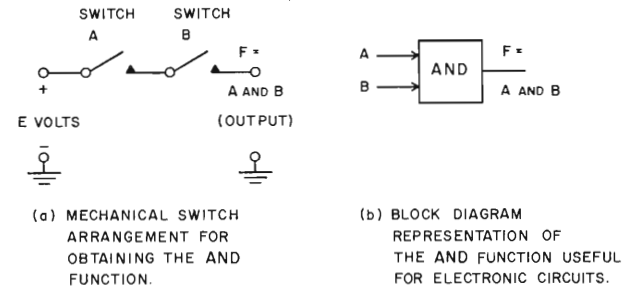 SWITCH SWITCH
A B
F =
+ A AND B
E VOLTS (OUTPUT)
−
(a) MECHANICAL SWITCH
ARRANGEMENT FOR
OBTAINING THE AND
FUNCTION.
A AND F =
B A AND B
(b) BLOCK DIAGRAM
REPRESENTATION OF
THE AND FUNCTION USEFUL
FOR ELECTRONIC CIRCUITS.